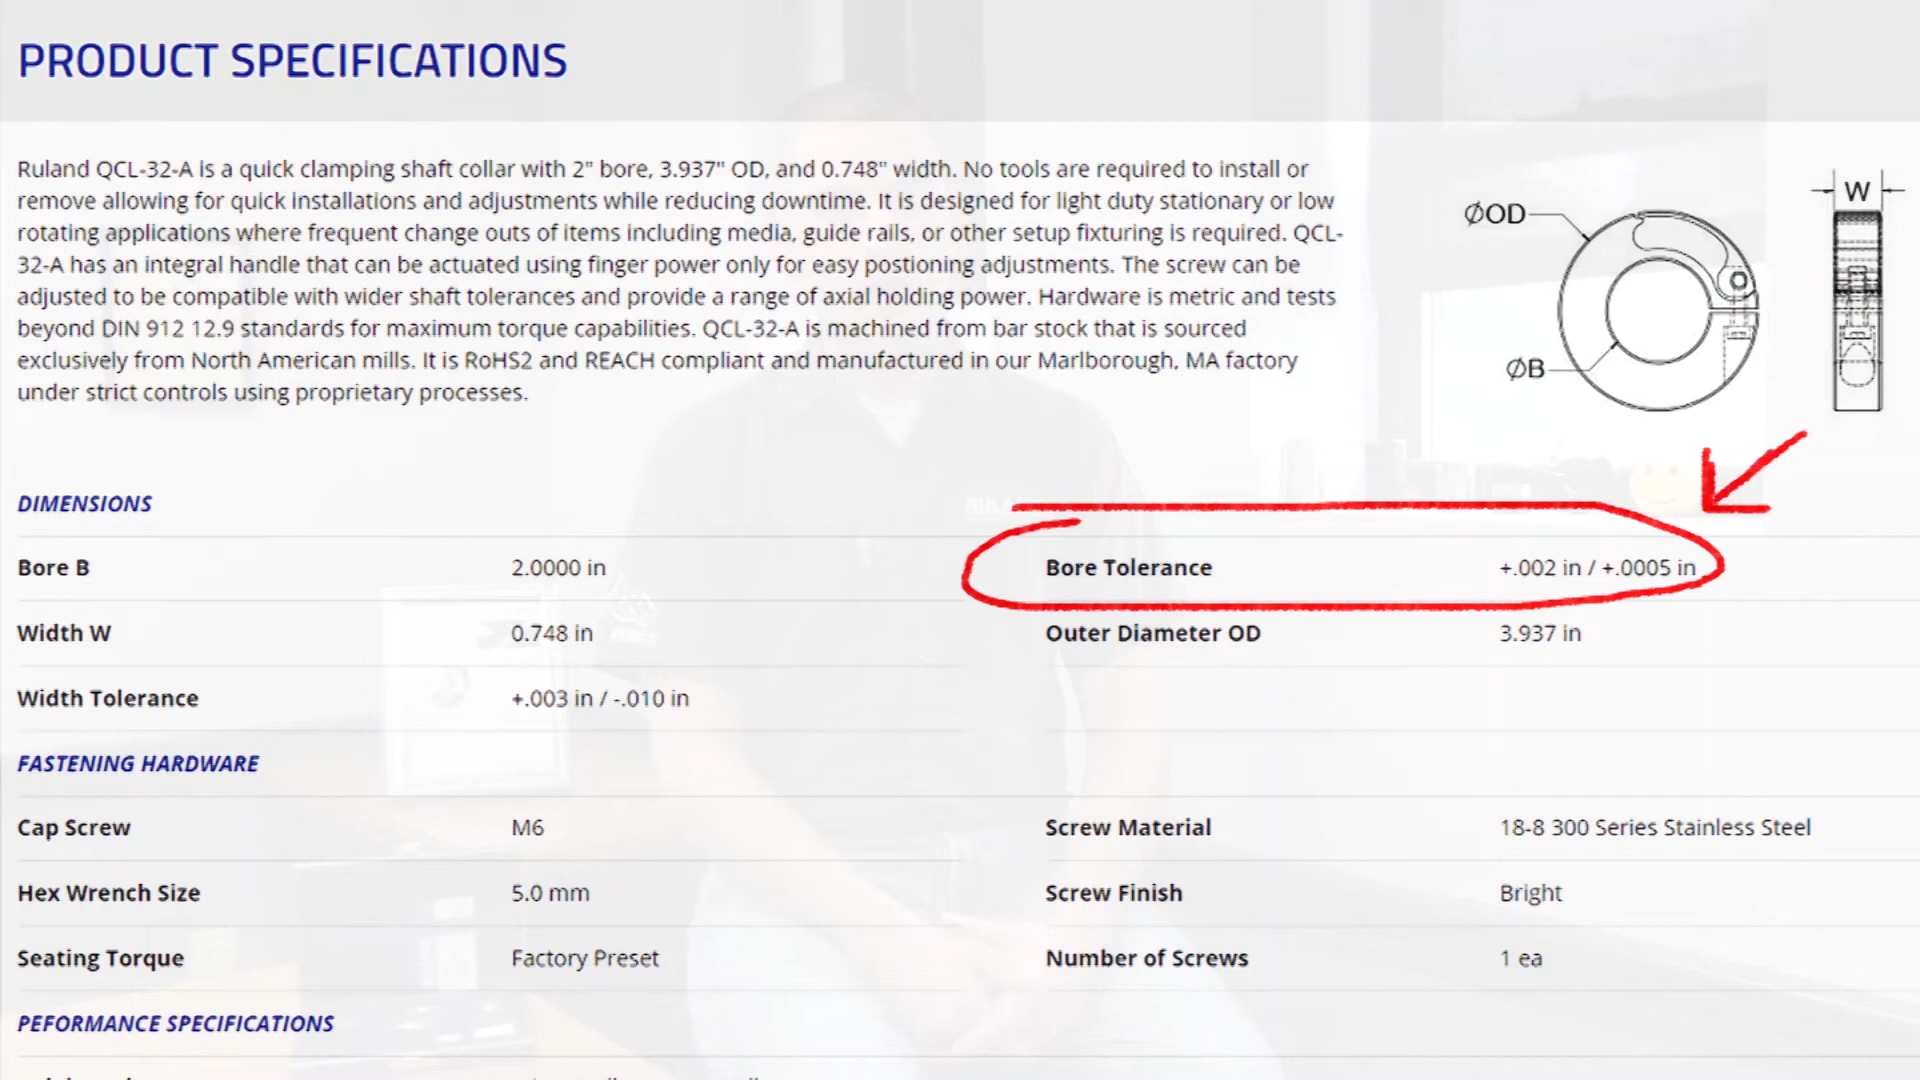 PRODUCT SPECIFICATIONS
Ruland QCL-32-A is a quick clamping shaft collar with 2" bore, 3.937" OD, and 0.748" width. No tools are required to install or
remove allowing for quick installations and adjustments while reducing downtime. It is designed for light duty stationary or low
rotating applications where frequent change outs of items including media, guide rails, or other setup fixturing is required. QCL-
32-A has an integral handle that can be actuated using finger power only for easy postioning adjustments. The screw can be
adjusted to be compatible with wider shaft tolerances and provide a range of axial holding power. Hardware is metric and tests
beyond DIN 912 12.9 standards for maximum torque capabilities. QCL-32-A is machined from bar stock that is sourced
exclusively from North American mills. It is RoHS2 and REACH compliant and manufactured in our Marlborough, MA factory
under strict controls using proprietary processes.
ØOD
W
ØB
DIMENSIONS
Bore B 2.0000 in Bore Tolerance +.002 in / +.0005 in
Width W 0.748 in Outer Diameter OD 3.937 in
Width Tolerance +.003 in / -.010 in
FASTENING HARDWARE
Cap Screw M6 Screw Material 18-8 300 Series Stainless Steel
Hex Wrench Size 5.0 mm Screw Finish Bright
Seating Torque Factory Preset Number of Screws 1 ea
PEFORMANCE SPECIFICATIONS